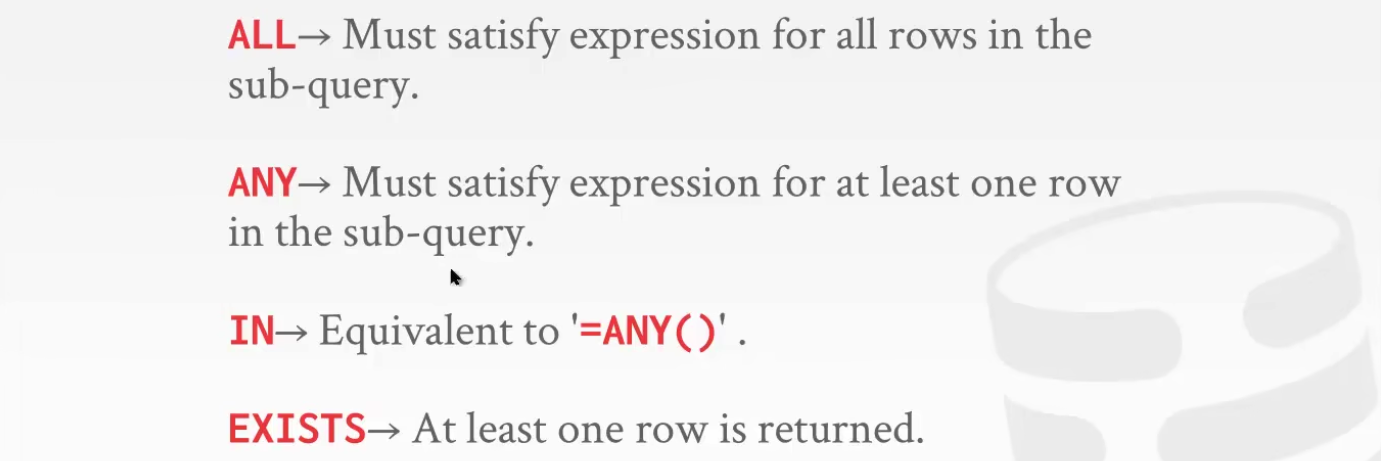 ALL→ Must satisfy expression for all rows in the
sub-query.
ANY→ Must satisfy expression for at least one row
in the sub-query.
IN→ Equivalent to '=ANY()' .
EXISTS→ At least one row is returned.